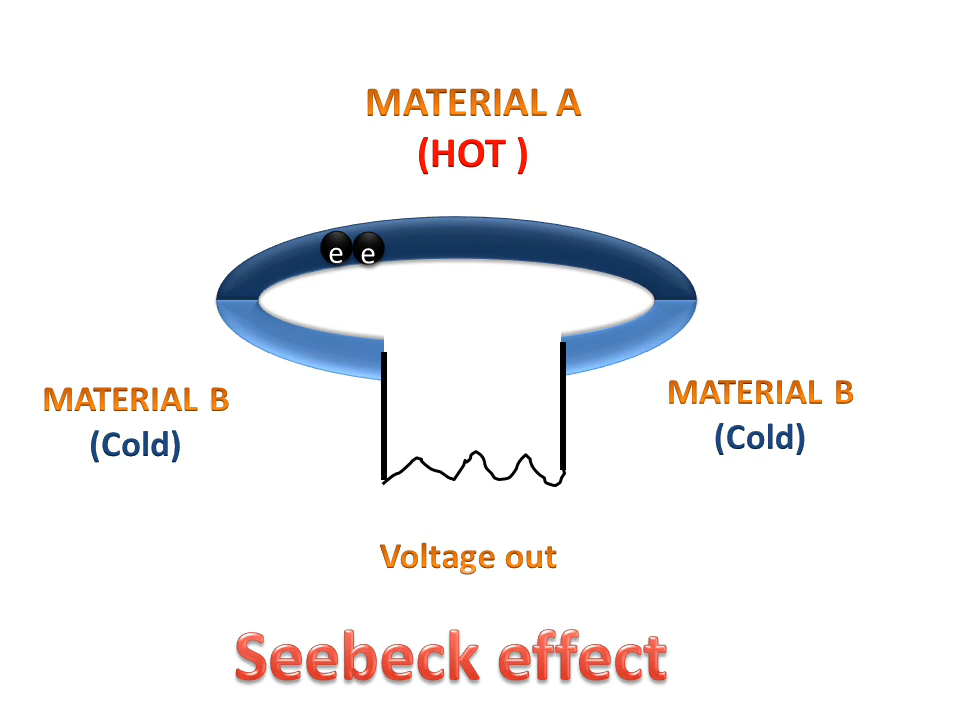 MATERIAL A
(HOT )
e e
MATERIAL B
(Cold)
MATERIAL B
(Cold)
Voltage out
Seebeck effect